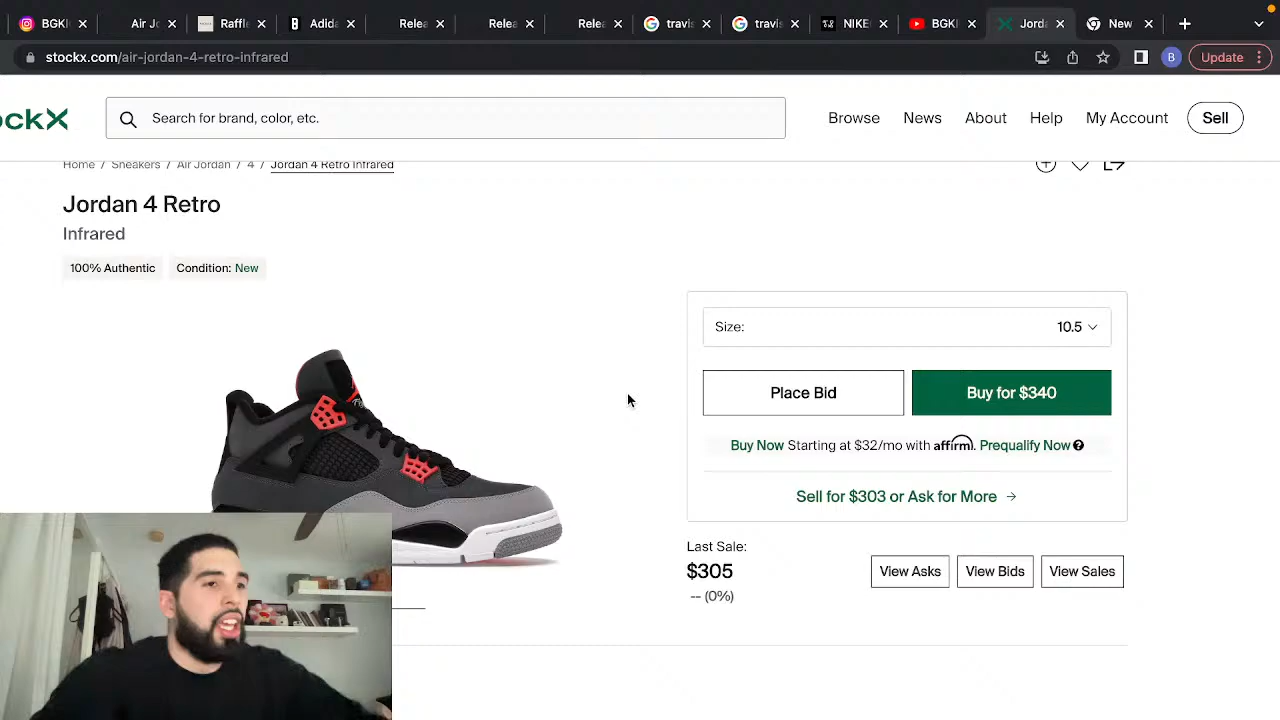 BGKI Air Jo Raffle Adida Relea Relea Relea travis travis NIKE BGKI Jorda New
stockx.com/air-jordan-4-retro-infrared
Update
B
ockX
Search for brand, color, etc.
Browse News About Help My Account Sell
Home / Sneakers / Air Jordan / 4 / Jordan 4 Retro Infrared
Jordan 4 Retro
Infrared
100% Authentic Condition: New
Size: 10.5
Place Bid Buy for $340
Buy Now Starting at $32/mo with affirm. Prequalify Now
Sell for $303 or Ask for More →
Last Sale:
$305
-- (0%)
View Asks View Bids View Sales